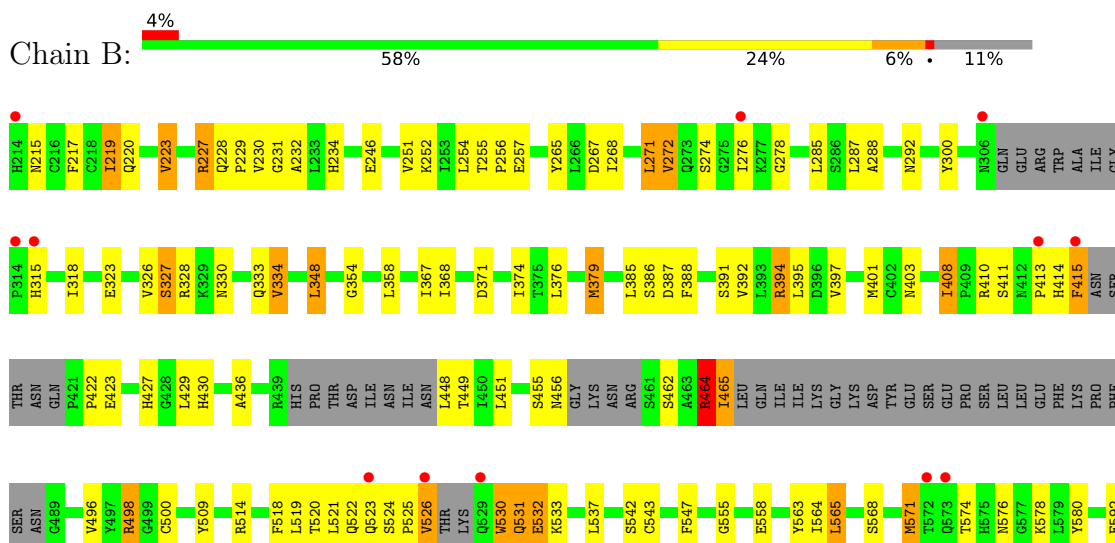 4%
Chain B:
58% 24% 6% • 11%
H214 N215 C216 F217 C218 I219 Q220 V223 R227 Q228 P229 V230 G231 A232 L233 H234 E246 V251 K252 I253 L254 T255 P256 E257 Y265 L266 D267 I268 L271 V272 Q273 S274 G275 I276 K277 G278 L285 S286 L287 A288 N292 Y300 N306 GLN GLU ARG TRP ALA ILE GLY
P314 H315 I318 E323 V326 S327 R328 K329 N330 Q333 V334 L348 G354 L358 I367 I368 D371 I374 T375 L376 M379 L385 S386 D387 F388 S391 V392 L393 R394 L395 D396 V397 M401 C402 N403 I408 P409 R410 S411 N412 P413 H414 F415 ASN SER
THR ASN GLN P421 P422 E423 H427 G428 L429 H430 A436 R439 HIS PRO THR ASP ILE ASN ILE ASN L448 T449 I450 L451 S455 N456 GLY LYS ASN ARG S461 S462 A463 R464 I465 LEU GLN ILE ILE LYS GLY LYS ASP TYR GLU SER GLU PRO SER LEU LEU GLU PHE LYS PRO PHE
SER ASN G489 V496 Y497 R498 G499 C500 Y509 R514 F518 L519 T520 L521 Q522 Q523 S524 P525 V526 THR LYS Q529 W530 Q531 E532 K533 L537 S542 C543 F547 G555 E558 Y563 I564 L565 S568 M571 T572 Q573 T574 H575 N576 G577 K578 L579 Y580